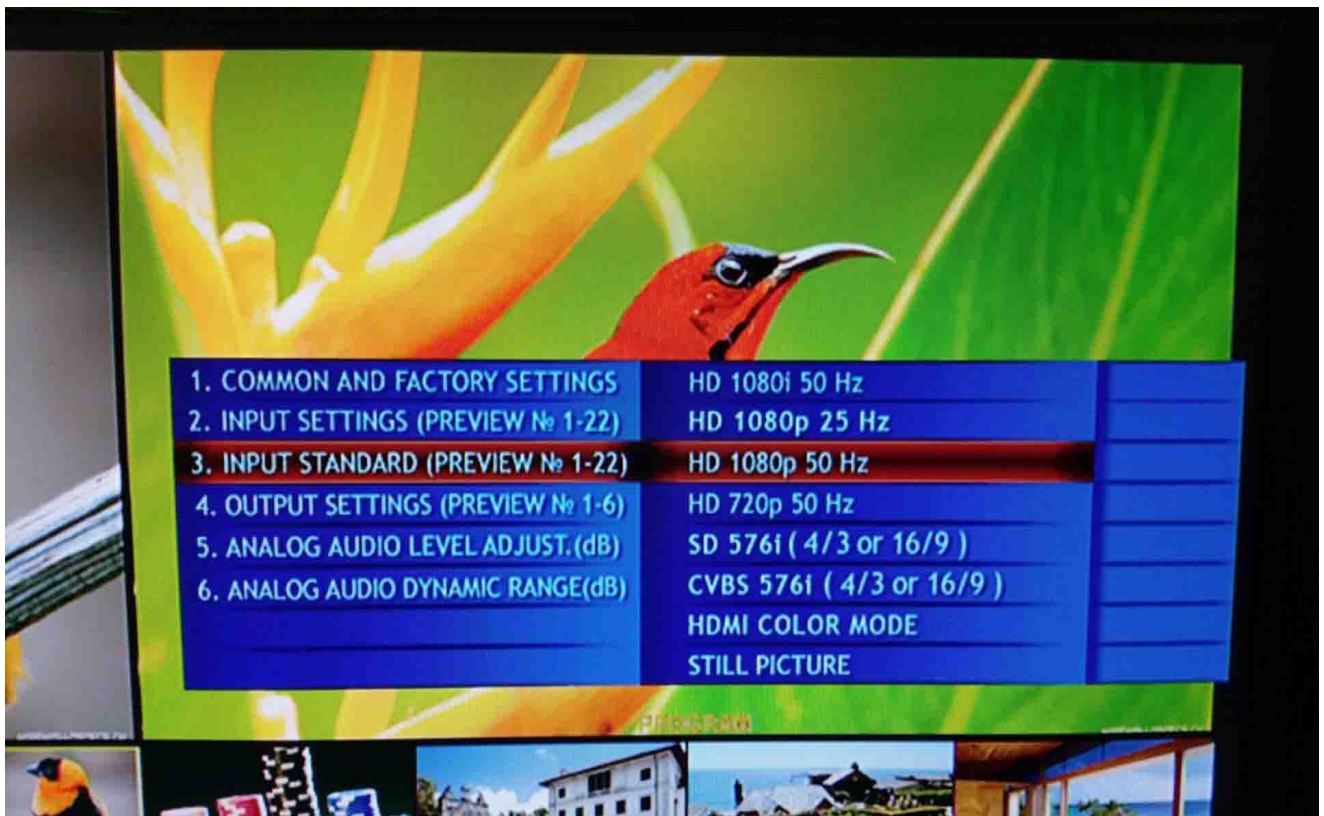 1. COMMON AND FACTORY SETTINGS
2. INPUT SETTINGS (PREVIEW № 1-22)
3. INPUT STANDARD (PREVIEW № 1-22)
4. OUTPUT SETTINGS (PREVIEW № 1-6)
5. ANALOG AUDIO LEVEL ADJUST.(dB)
6. ANALOG AUDIO DYNAMIC RANGE(dB)
HD 1080i 50 Hz
HD 1080p 25 Hz
HD 1080p 50 Hz
HD 720p 50 Hz
SD 576i ( 4/3 or 16/9 )
CVBS 576i ( 4/3 or 16/9 )
HDMI COLOR MODE
STILL PICTURE